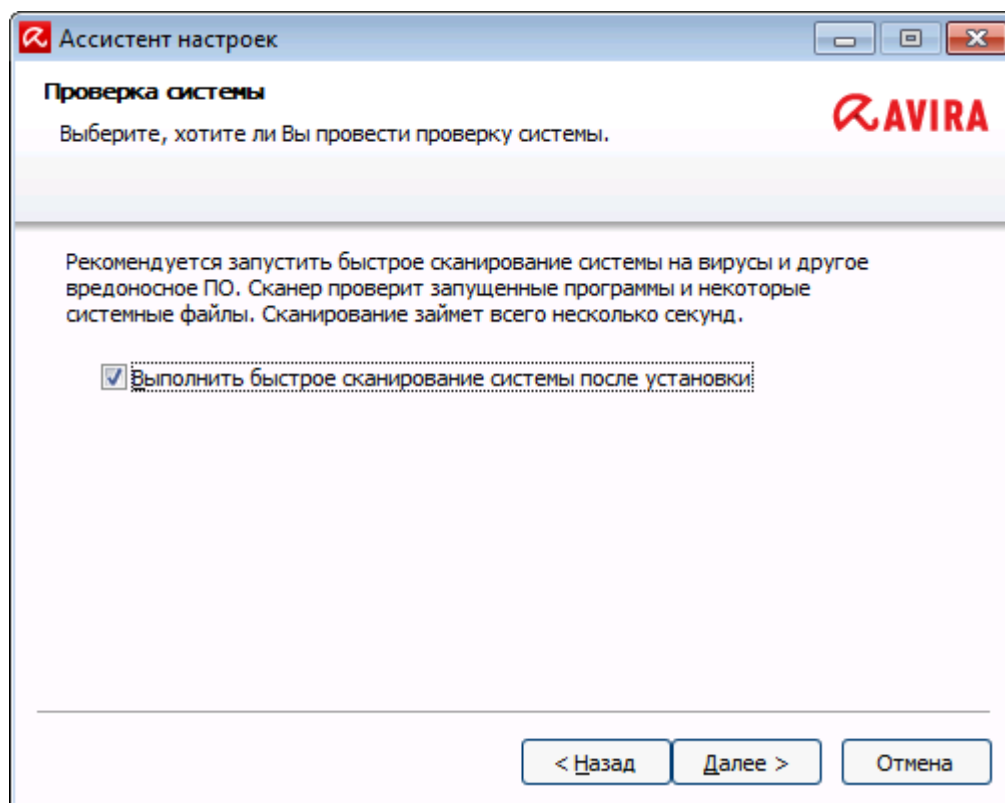 Ассистент настроек
Проверка системы
AVIRA
Выберите, хотите ли Вы провести проверку системы.
Рекомендуется запустить быстрое сканирование системы на вирусы и другое
вредоносное ПО. Сканер проверит запущенные программы и некоторые
системные файлы. Сканирование займет всего несколько секунд.
Выполнить быстрое сканирование системы после установки
< Назад Далее > Отмена